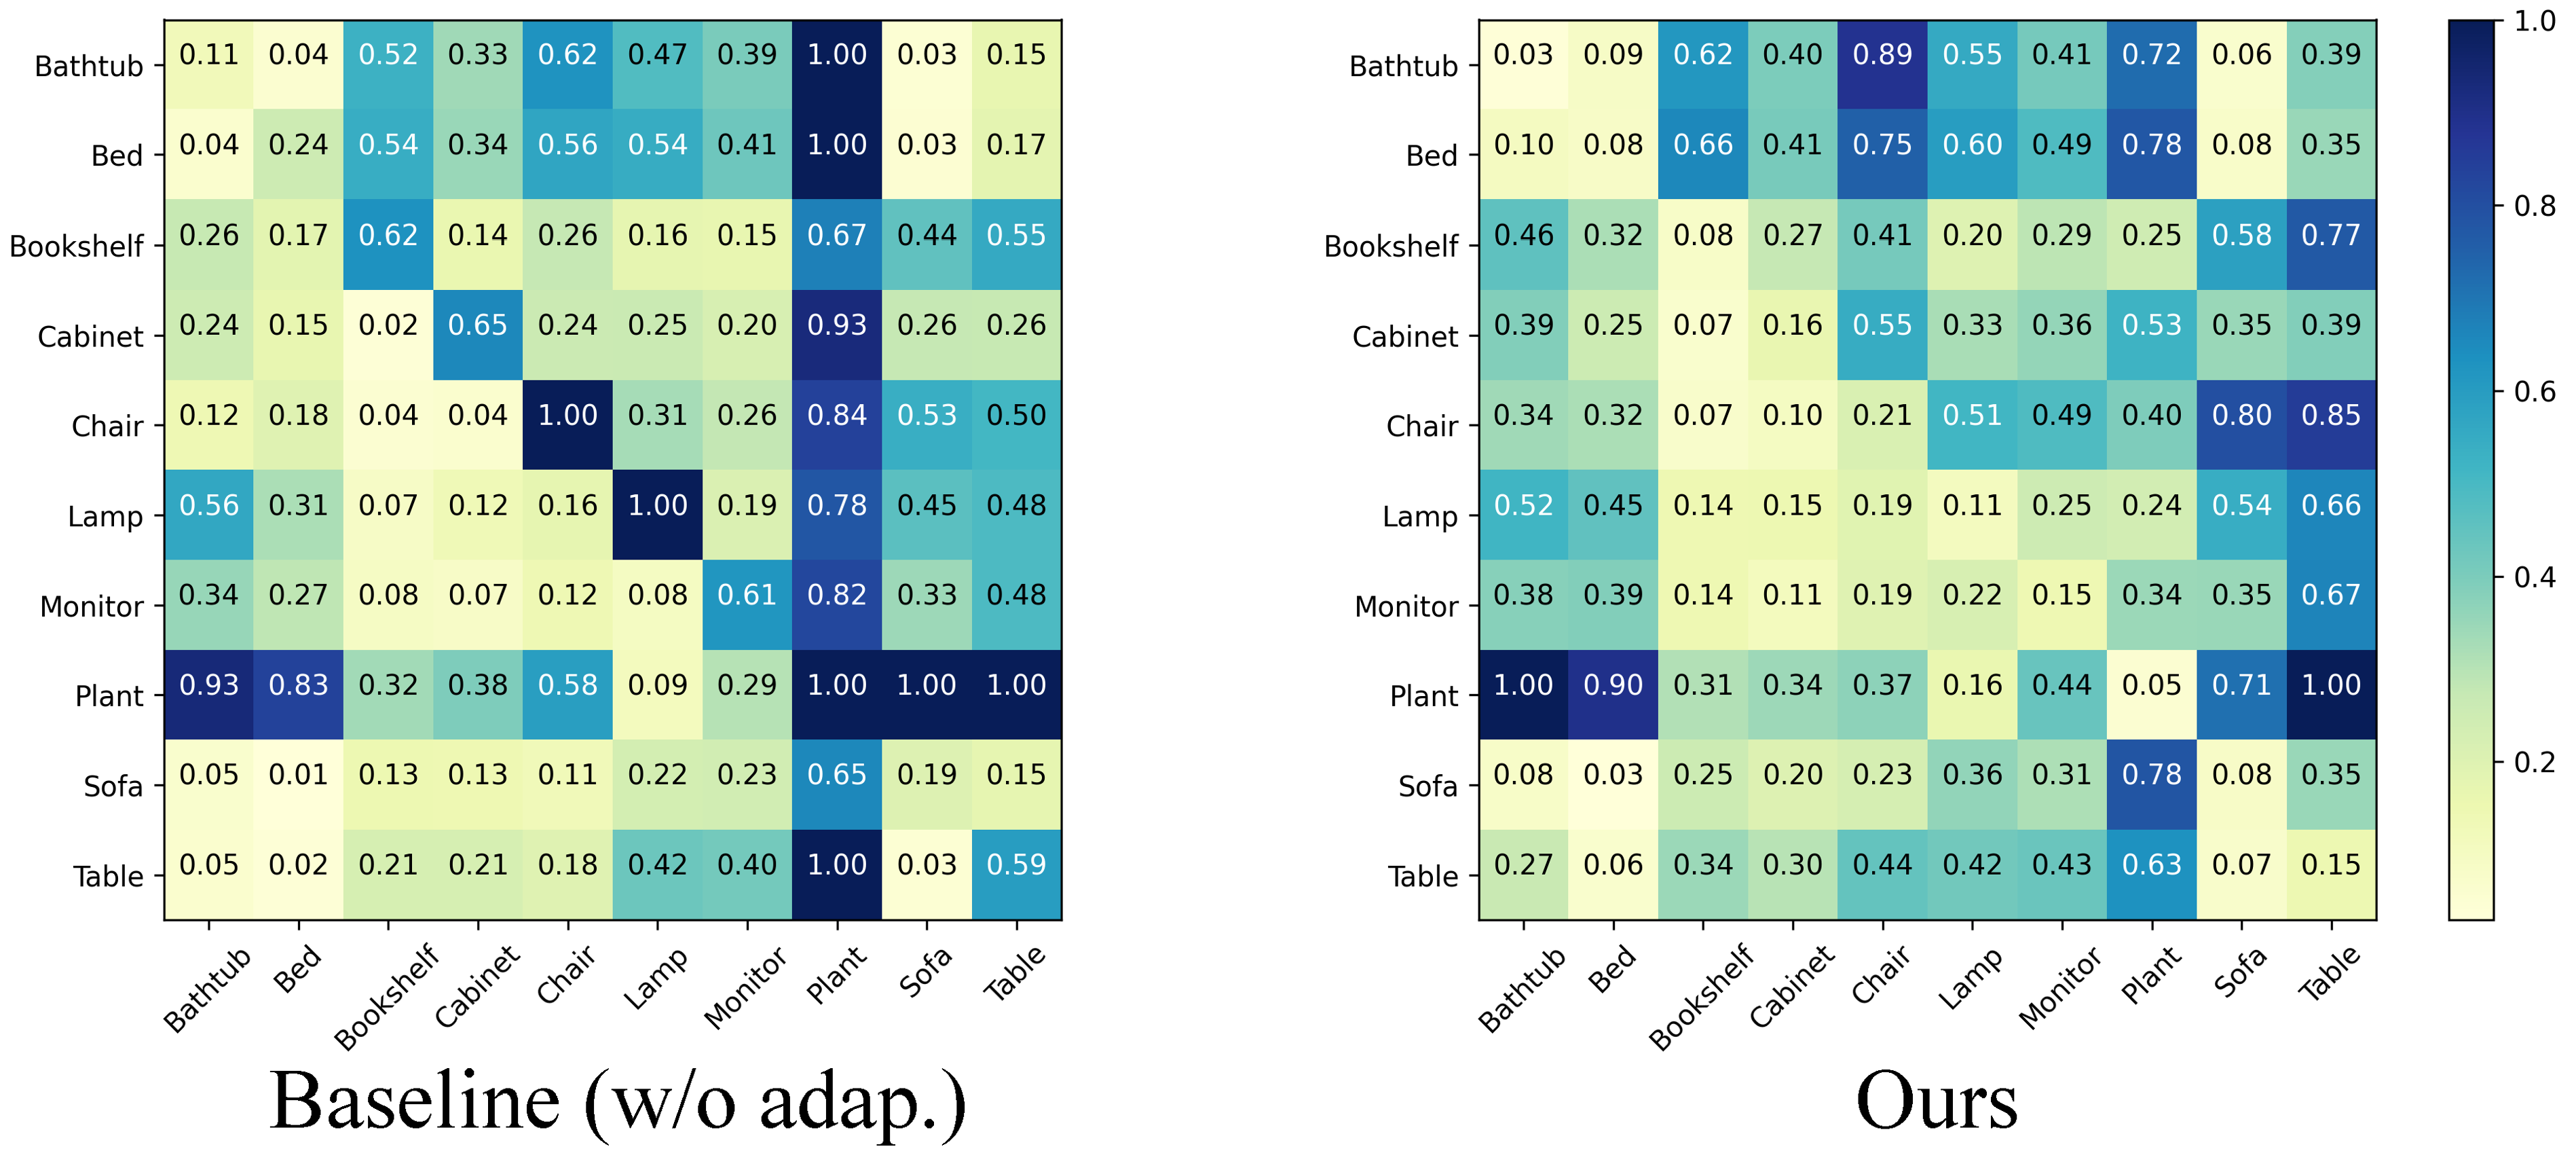 Bathtub 0.11 0.04 0.52 0.33 0.62 0.47 0.39 1.00 0.03 0.15
Bed 0.04 0.24 0.54 0.34 0.56 0.54 0.41 1.00 0.03 0.17
Bookshelf 0.26 0.17 0.62 0.14 0.26 0.16 0.15 0.67 0.44 0.55
Cabinet 0.24 0.15 0.02 0.65 0.24 0.25 0.20 0.93 0.26 0.26
Chair 0.12 0.18 0.04 0.04 1.00 0.31 0.26 0.84 0.53 0.50
Lamp 0.56 0.31 0.07 0.12 0.16 1.00 0.19 0.78 0.45 0.48
Monitor 0.34 0.27 0.08 0.07 0.12 0.08 0.61 0.82 0.33 0.48
Plant 0.93 0.83 0.32 0.38 0.58 0.09 0.29 1.00 1.00 1.00
Sofa 0.05 0.01 0.13 0.13 0.11 0.22 0.23 0.65 0.19 0.15
Table 0.05 0.02 0.21 0.21 0.18 0.42 0.40 1.00 0.03 0.59
Bathtub Bed Bookshelf Cabinet Chair Lamp Monitor Plant Sofa Table
Baseline (w/o adap.)
Bathtub 0.03 0.09 0.62 0.40 0.89 0.55 0.41 0.72 0.06 0.39
Bed 0.10 0.08 0.66 0.41 0.75 0.60 0.49 0.78 0.08 0.35
Bookshelf 0.46 0.32 0.08 0.27 0.41 0.20 0.29 0.25 0.58 0.77
Cabinet 0.39 0.25 0.07 0.16 0.55 0.33 0.36 0.53 0.35 0.39
Chair 0.34 0.32 0.07 0.10 0.21 0.51 0.49 0.40 0.80 0.85
Lamp 0.52 0.45 0.14 0.15 0.19 0.11 0.25 0.24 0.54 0.66
Monitor 0.38 0.39 0.14 0.11 0.19 0.22 0.15 0.34 0.35 0.67
Plant 1.00 0.90 0.31 0.34 0.37 0.16 0.44 0.05 0.71 1.00
Sofa 0.08 0.03 0.25 0.20 0.23 0.36 0.31 0.78 0.08 0.35
Table 0.27 0.06 0.34 0.30 0.44 0.42 0.43 0.63 0.07 0.15
Bathtub Bed Bookshelf Cabinet Chair Lamp Monitor Plant Sofa Table
Ours
1.0
0.8
0.6
0.4
0.2